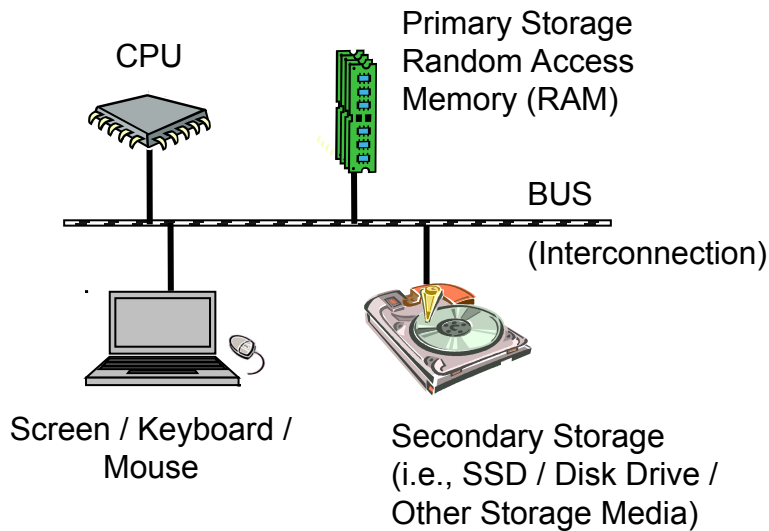 CPU
Primary Storage
Random Access
Memory (RAM)
BUS
(Interconnection)
Screen / Keyboard /
Mouse
Secondary Storage
(i.e., SSD / Disk Drive /
Other Storage Media)